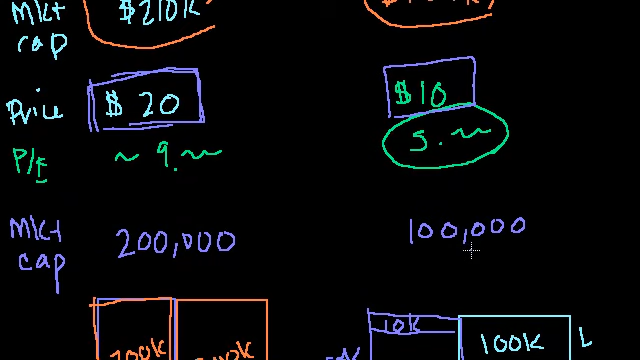 Mkt $210K
cap
Price $ 20 $10
P/E ~ 9.~ 5.~
Mkt 200,000 100,000
cap
10K
100K L